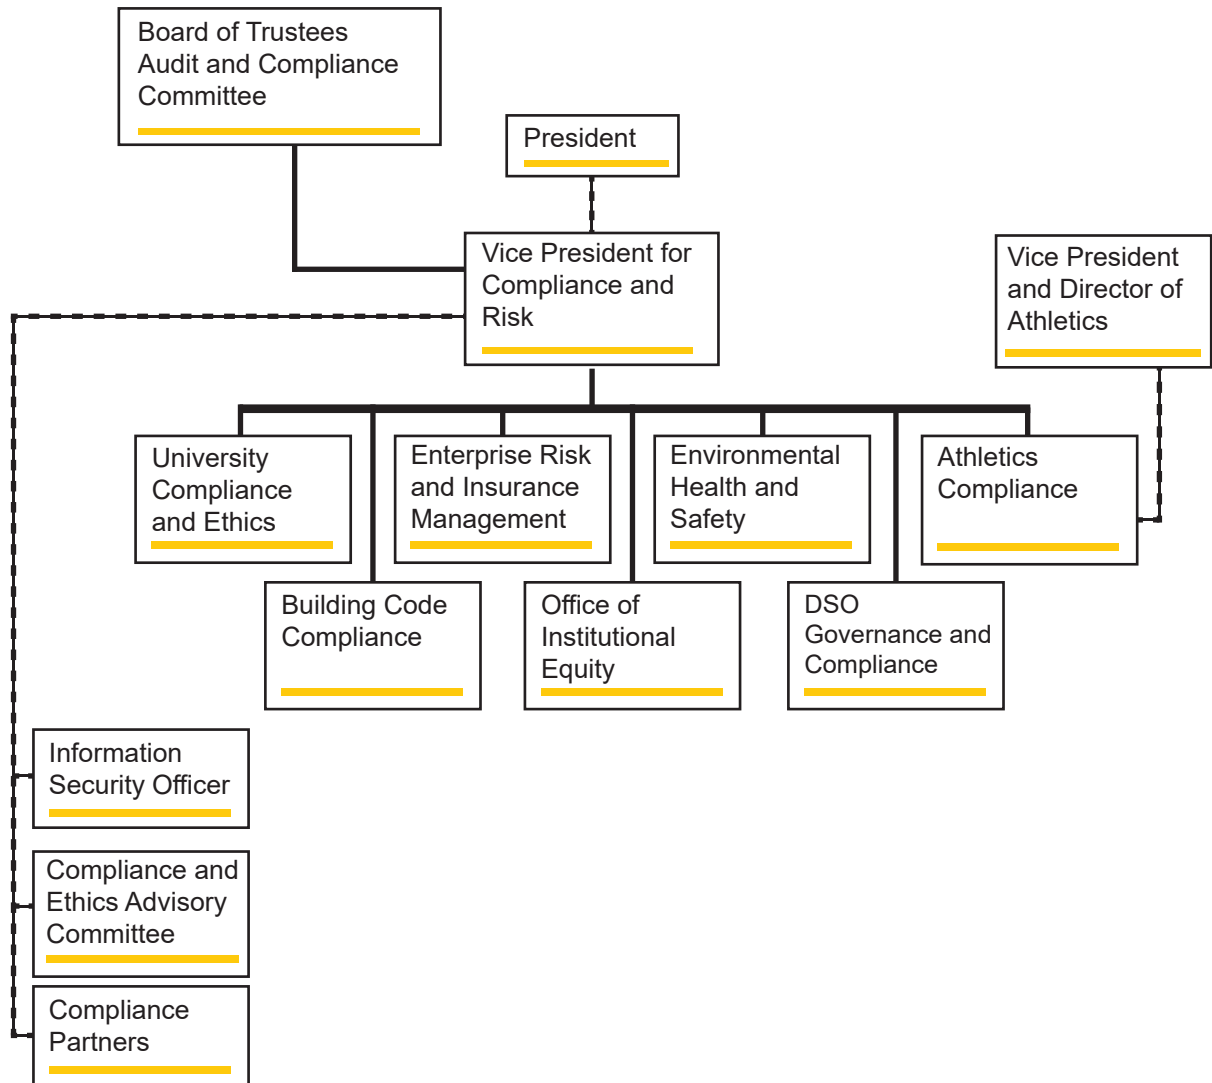 Board of Trustees
Audit and Compliance
Committee
President
Vice President for
Compliance and
Risk
Vice President
and Director of
Athletics
University
Compliance
and Ethics
Enterprise Risk
and Insurance
Management
Environmental
Health and
Safety
Athletics
Compliance
Building Code
Compliance
Office of
Institutional
Equity
DSO
Governance and
Compliance
Information
Security Officer
Compliance and
Ethics Advisory
Committee
Compliance
Partners